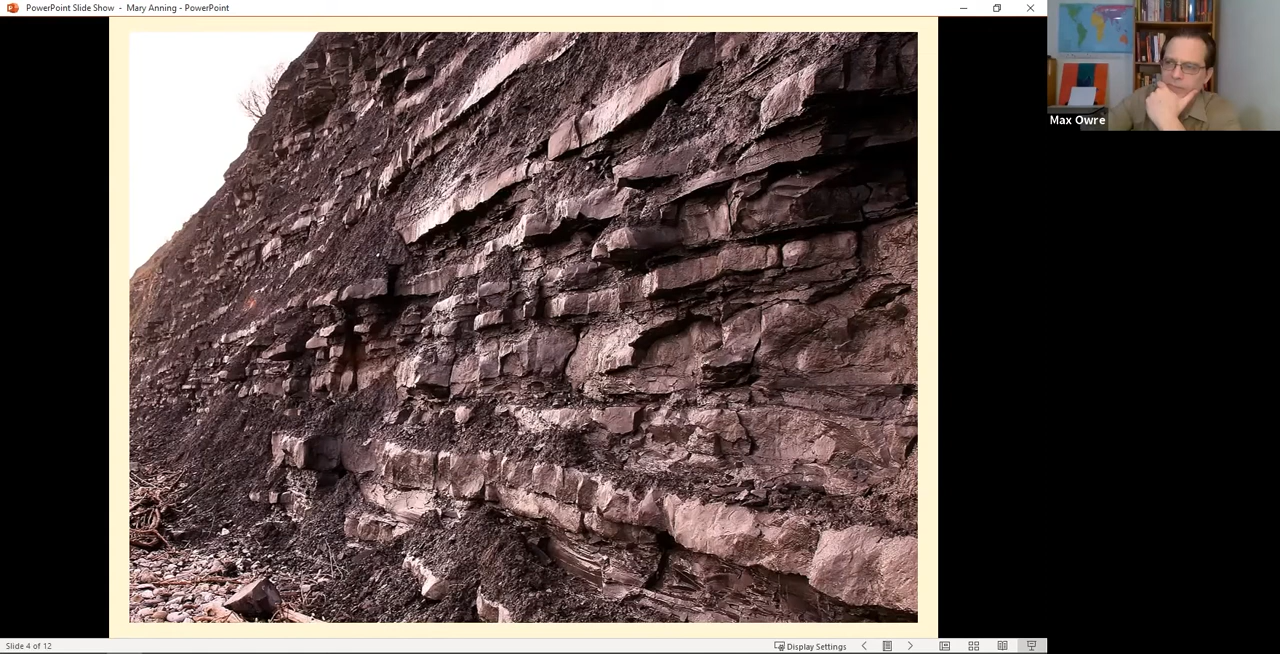 PowerPoint Slide Show - Mary Anning - PowerPoint
Max Owre
Slide 4 of 12
Display Settings